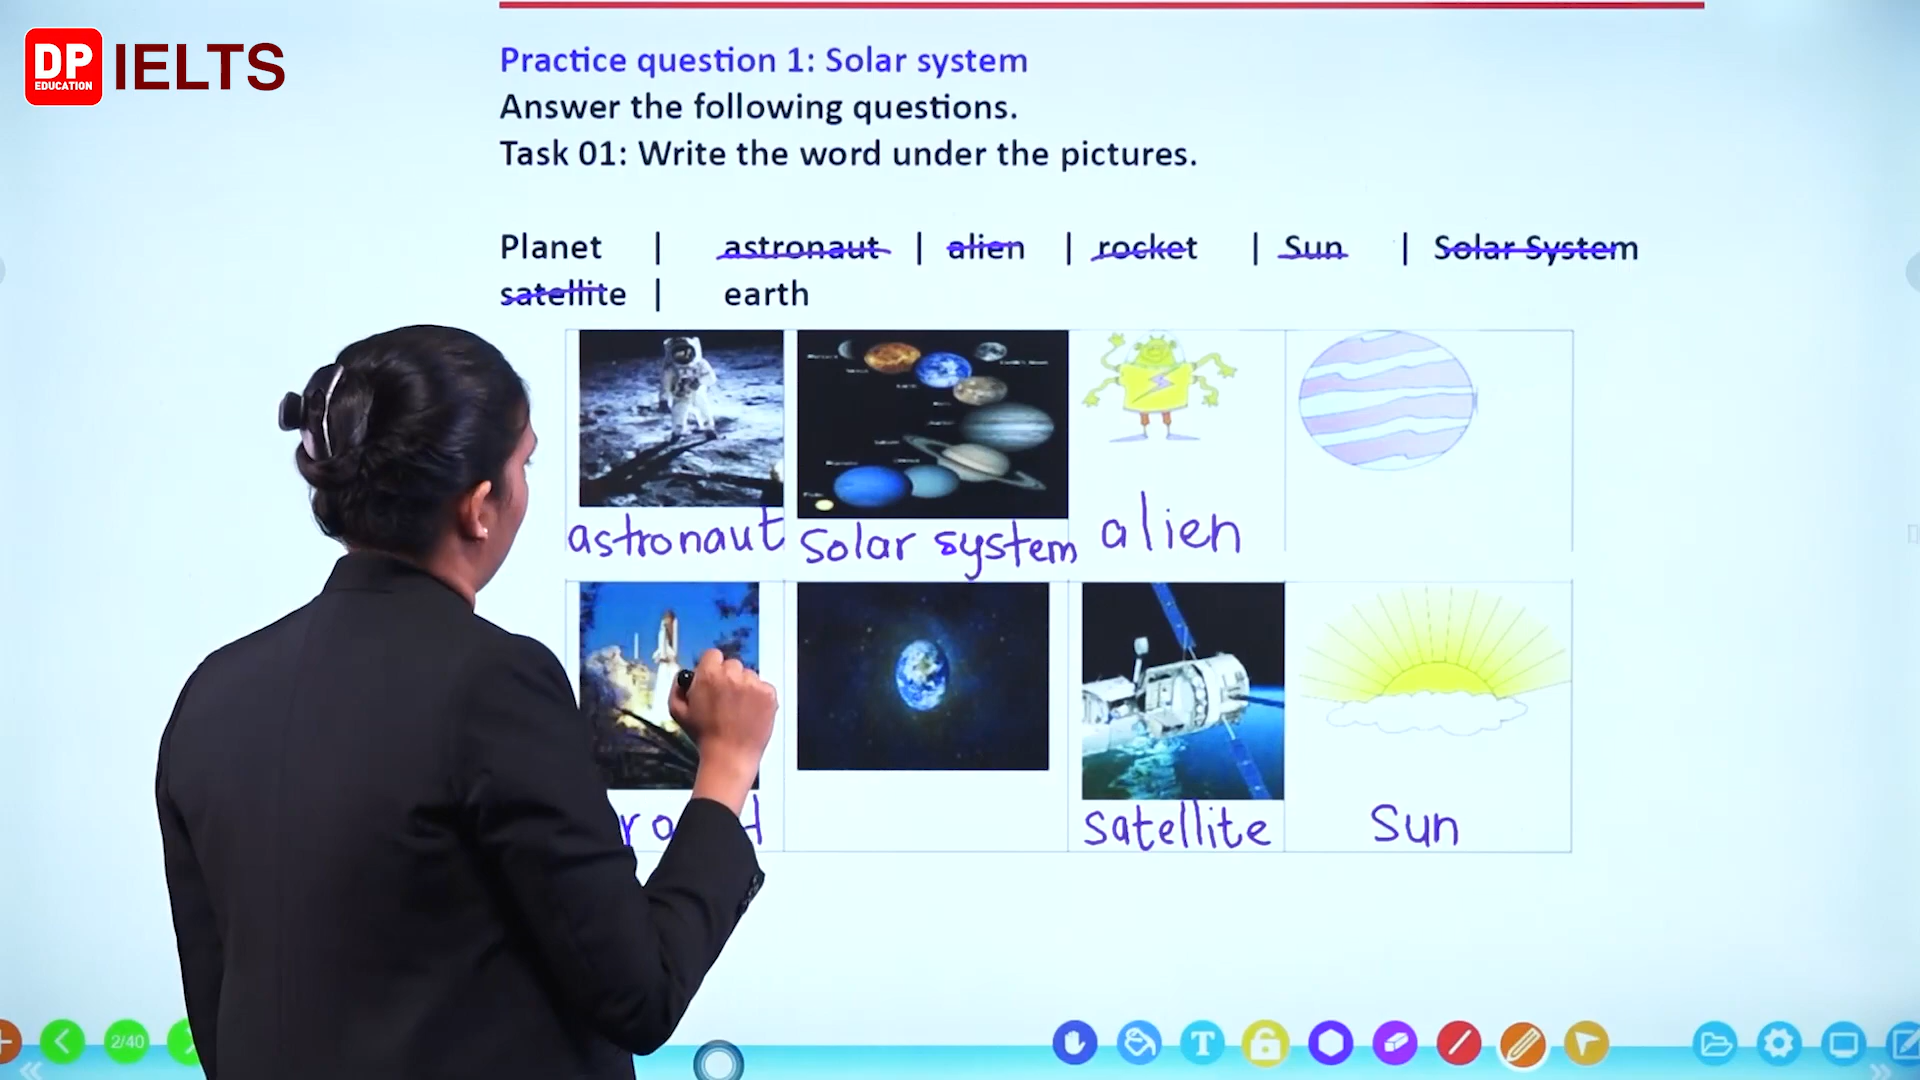 DP
EDUCATION
IELTS
Practice question 1: Solar system
Answer the following questions.
Task 01: Write the word under the pictures.
Planet | astronaut | alien | rocket | Sun | Solar System
satellite | earth
astronaut solar system alien
satellite Sun
2/40
T